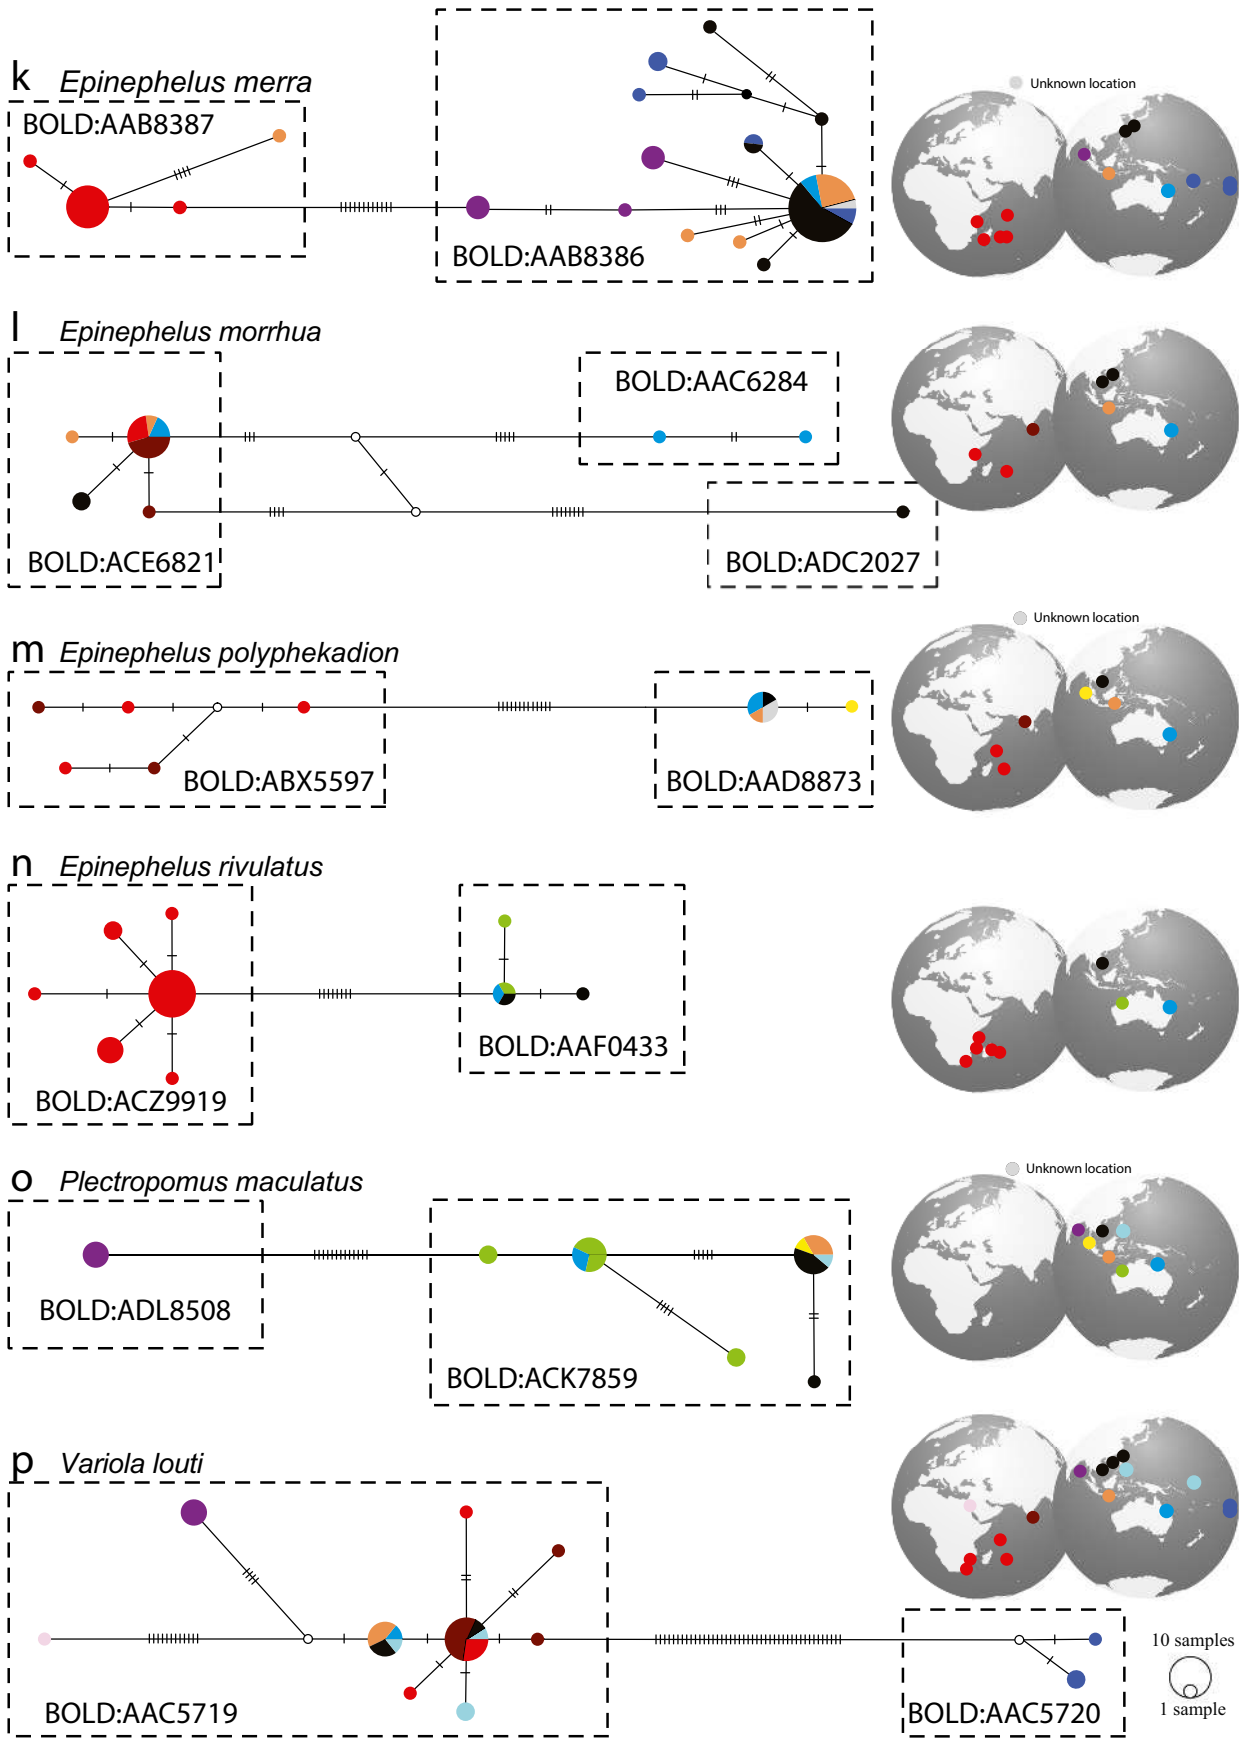 k Epinephelus merra
Unknown location
BOLD:AAB8387
BOLD:AAB8386
l Epinephelus morrhua
BOLD:AAC6284
BOLD:ACE6821
BOLD:ADC2027
m Epinephelus polyphekadion
Unknown location
BOLD:ABX5597
BOLD:AAD8873
n Epinephelus rivulatus
BOLD:AAF0433
BOLD:ACZ9919
o Plectropomus maculatus
Unknown location
BOLD:ADL8508
BOLD:ACK7859
p Variola louti
BOLD:AAC5719
BOLD:AAC5720
10 samples
1 sample